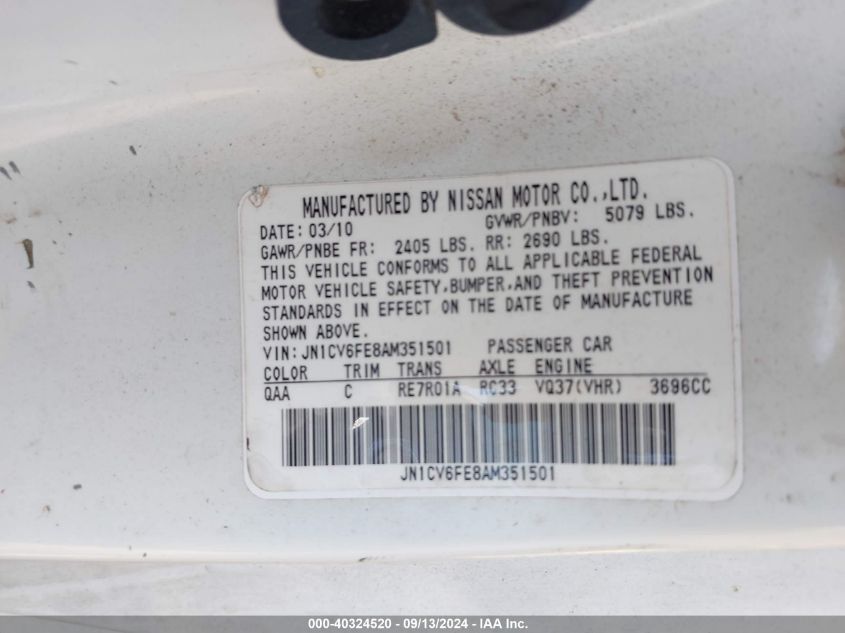 MANUFACTURED BY NISSAN MOTOR CO.,LTD.
DATE: 03/10 GVWR/PNBV: 5079 LBS.
GAWR/PNBE FR: 2405 LBS. RR: 2690 LBS.
THIS VEHICLE CONFORMS TO ALL APPLICABLE FEDERAL
MOTOR VEHICLE SAFETY,BUMPER,AND THEFT PREVENTION
STANDARDS IN EFFECT ON THE DATE OF MANUFACTURE
SHOWN ABOVE.
VIN: JN1CV6FE8AM351501 PASSENGER CAR
COLOR TRIM TRANS AXLE ENGINE
QAA C RE7R01A RC33 VQ37(VHR) 3696CC
JN1CV6FE8AM351501
000-40324520 - 09/13/2024 - IAA Inc.